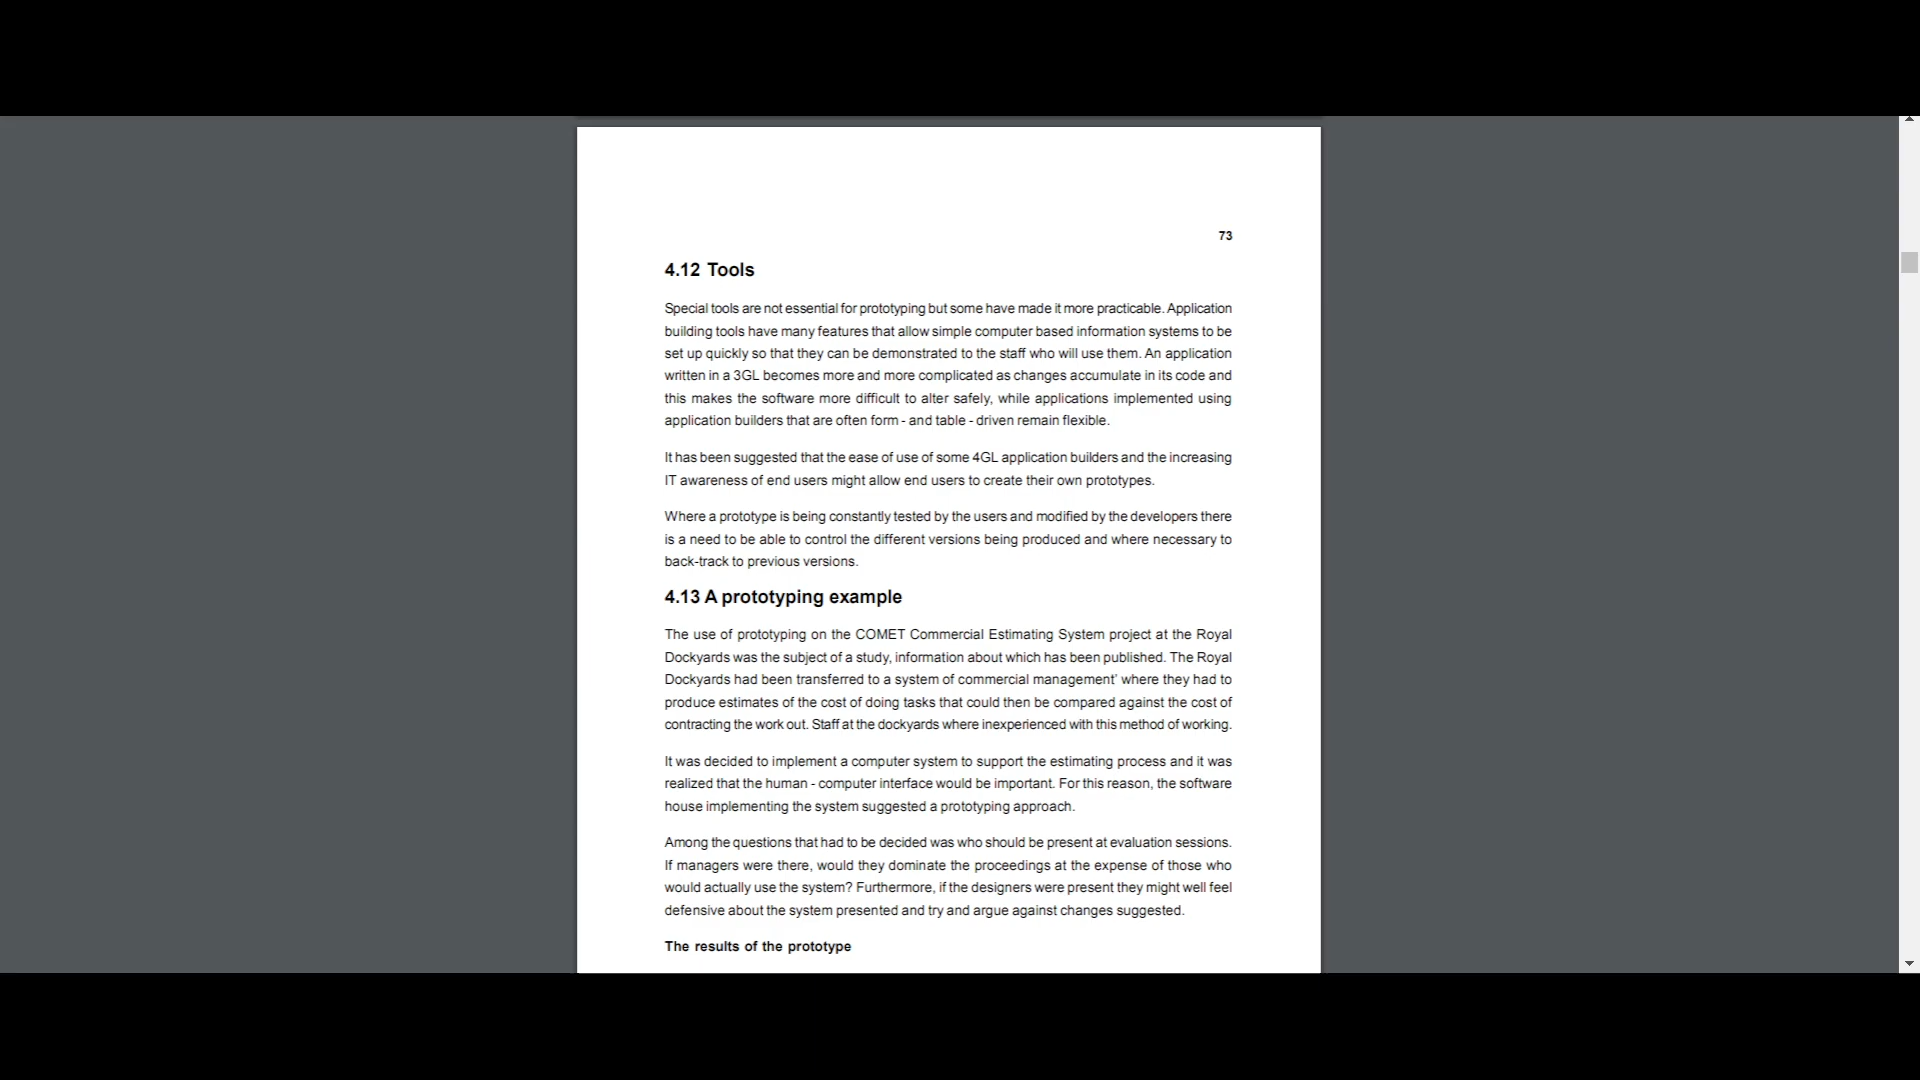 73
4.12 Tools
Special tools are not essential for prototyping but some have made it more practicable. Application
building tools have many features that allow simple computer based information systems to be
set up quickly so that they can be demonstrated to the staff who will use them. An application
written in a 3GL becomes more and more complicated as changes accumulate in its code and
this makes the software more difficult to alter safely, while applications implemented using
application builders that are often form - and table - driven remain flexible.
It has been suggested that the ease of use of some 4GL application builders and the increasing
IT awareness of end users might allow end users to create their own prototypes.
Where a prototype is being constantly tested by the users and modified by the developers there
is a need to be able to control the different versions being produced and where necessary to
back-track to previous versions.
4.13 A prototyping example
The use of prototyping on the COMET Commercial Estimating System project at the Royal
Dockyards was the subject of a study, information about which has been published. The Royal
Dockyards had been transferred to a system of commercial management' where they had to
produce estimates of the cost of doing tasks that could then be compared against the cost of
contracting the work out. Staff at the dockyards where inexperienced with this method of working.
It was decided to implement a computer system to support the estimating process and it was
realized that the human - computer interface would be important. For this reason, the software
house implementing the system suggested a prototyping approach.
Among the questions that had to be decided was who should be present at evaluation sessions.
If managers were there, would they dominate the proceedings at the expense of those who
would actually use the system? Furthermore, if the designers were present they might well feel
defensive about the system presented and try and argue against changes suggested.
The results of the prototype